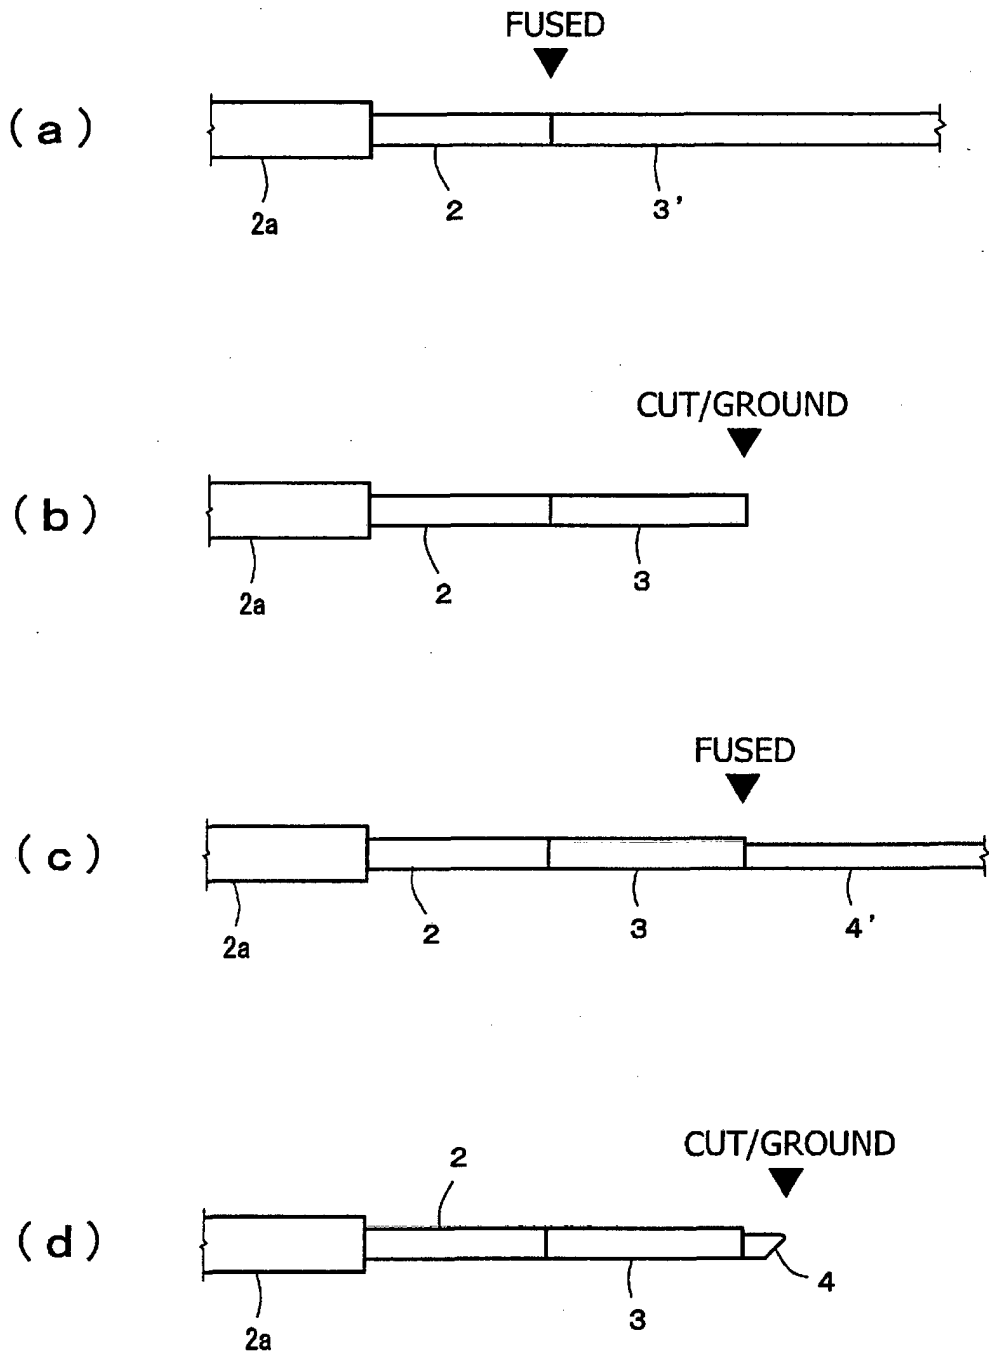 FUSED
(a)
2a 2 3'
CUT/GROUND
(b)
2a 2 3
FUSED
(c)
2a 2 3 4'
CUT/GROUND
2
(d)
2a 3 4